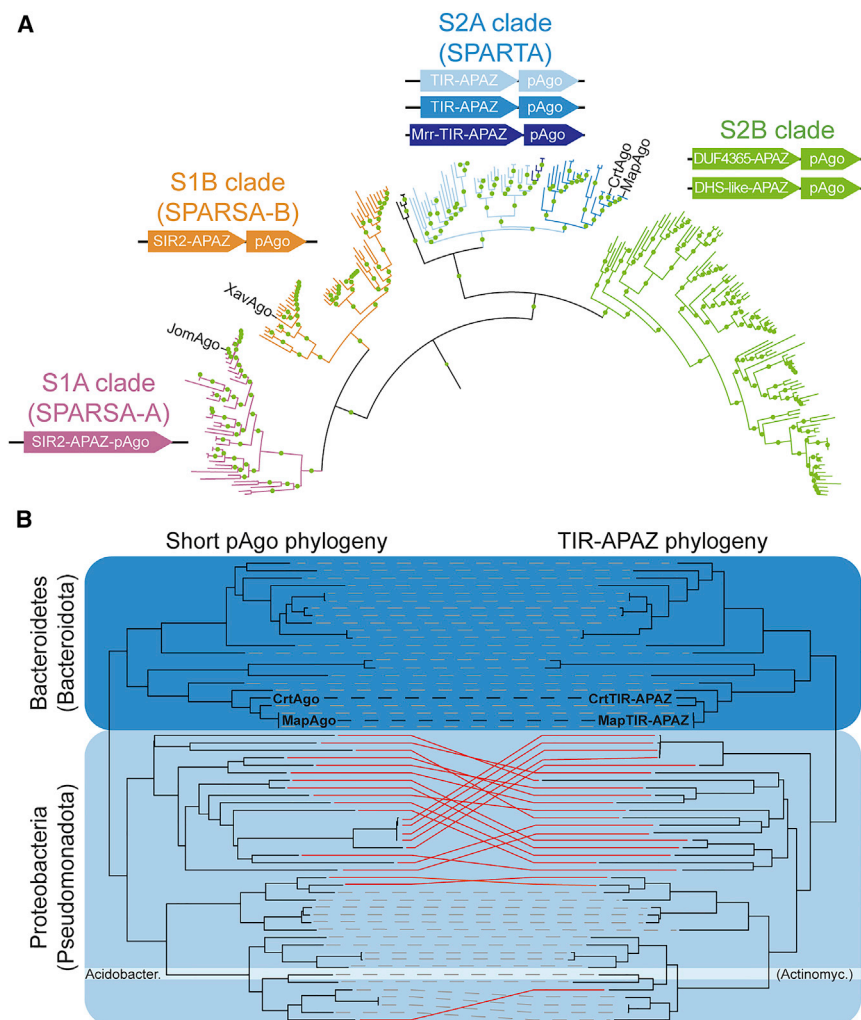 A
S2A clade
(SPARTA)
TIR-APAZ pAgo
TIR-APAZ pAgo
Mrr-TIR-APAZ pAgo
S2B clade
DUF4365-APAZ pAgo
DHS-like-APAZ pAgo
CrtAgo
MapAgo
S1B clade
(SPARSA-B)
SIR2-APAZ pAgo
XavAgo
JomAgo
S1A clade
(SPARSA-A)
SIR2-APAZ-pAgo
B
Short pAgo phylogeny TIR-APAZ phylogeny
Bacteroidetes
(Bacteroidota)
CrtAgo CrtTIR-APAZ
MapAgo MapTIR-APAZ
Proteobacteria
(Pseudomonadota)
Acidobacter. (Actinomyc.)